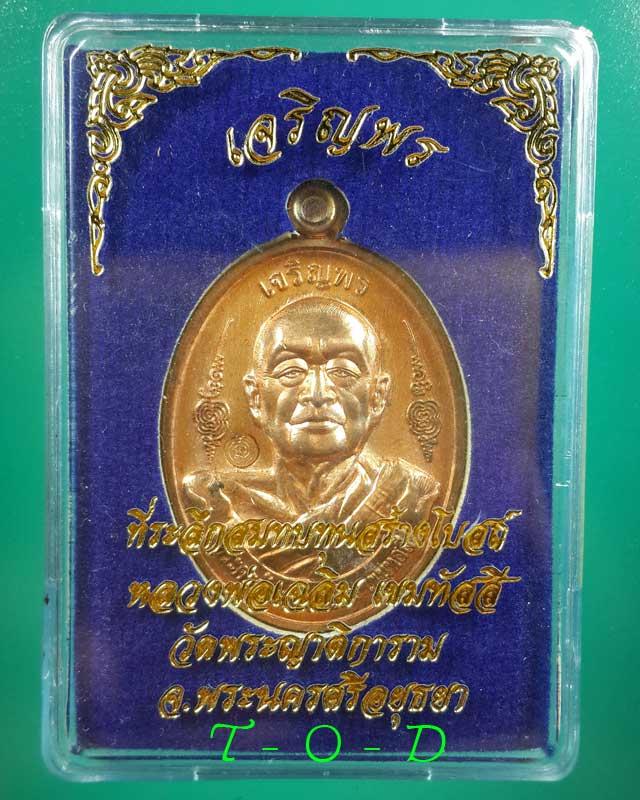 เจริญพร
เจริญพร
ที่ระลึกสมทบทุนสร้างโบสถ์
หลวงพ่อเฉลิม เขมทัสสี
วัดพระญาติการาม
จ.พระนครศรีอยุธยา
T - O - D